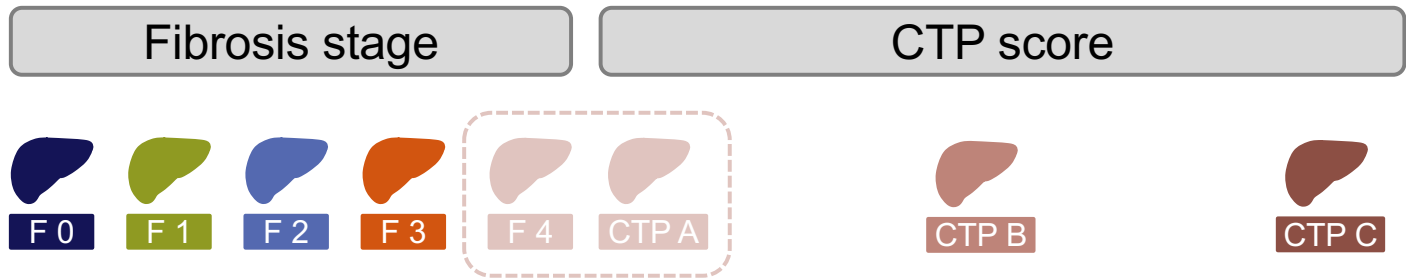 Fibrosis stage
CTP score
F 0
F 1
F 2
F 3
F 4
CTP A
CTP B
CTP C